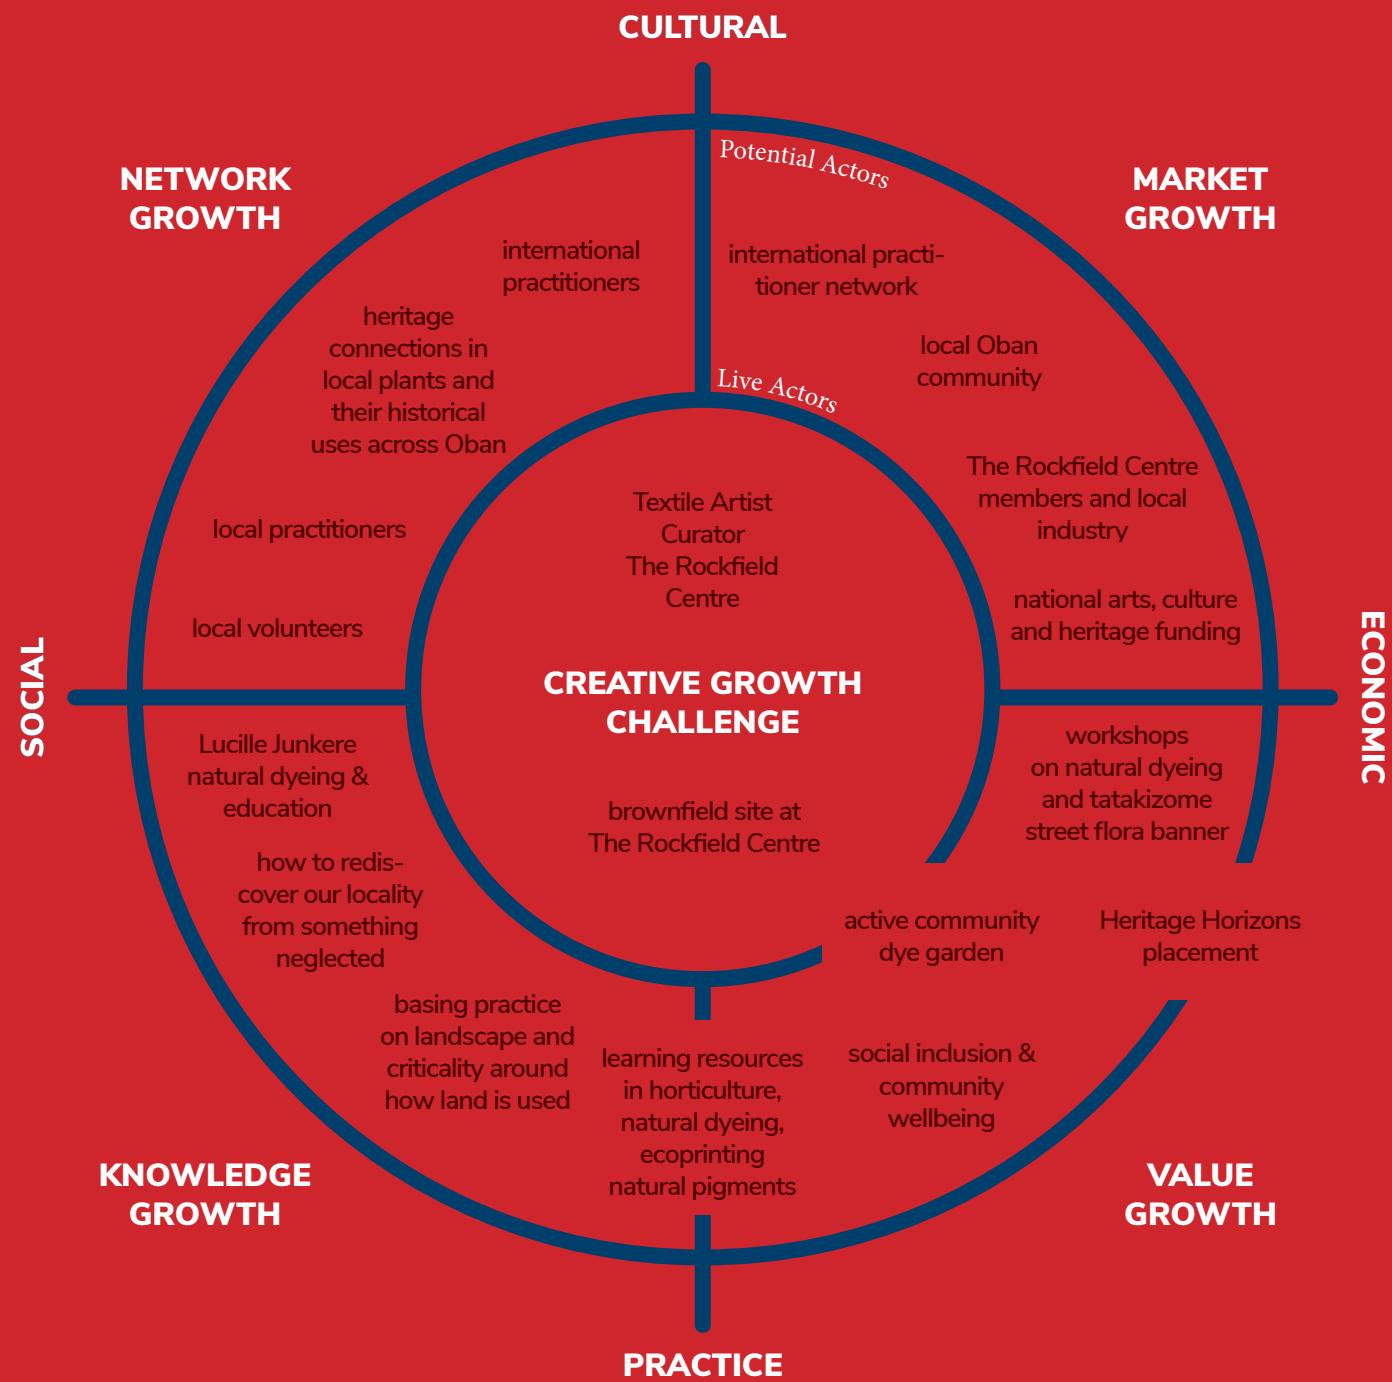 CULTURAL
NETWORK
GROWTH
MARKET
GROWTH
Potential Actors
international
practitioners
international practi-
tioner network
heritage
connections in
local plants and
their historical
uses across Oban
local Oban
community
Live Actors
local practitioners
The Rockfield Centre
members and local
industry
local volunteers
national arts, culture
and heritage funding
Textile Artist
Curator
The Rockfield
Centre
SOCIAL
CREATIVE GROWTH
CHALLENGE
ECONOMIC
brownfield site at
The Rockfield Centre
Lucille Junkere
natural dyeing &
education
workshops
on natural dyeing
and tatakizome
street flora banner
how to redis-
cover our locality
from something
neglected
active community
dye garden
Heritage Horizons
placement
basing practice
on landscape and
criticality around
how land is used
learning resources
in horticulture,
natural dyeing,
ecoprinting
natural pigments
social inclusion &
community
wellbeing
KNOWLEDGE
GROWTH
VALUE
GROWTH
PRACTICE